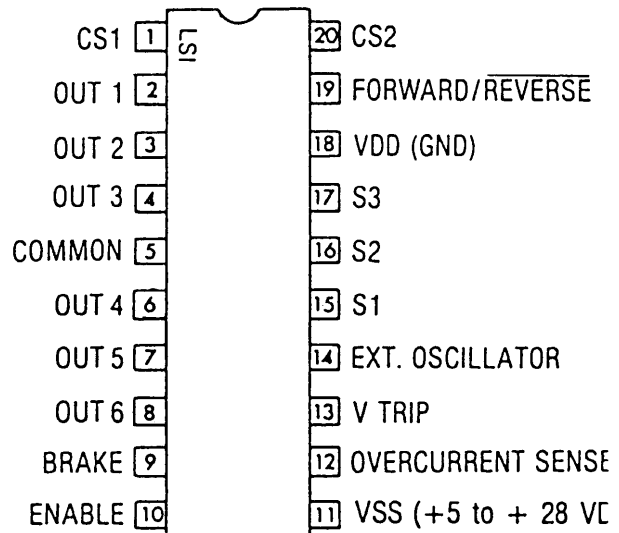 CS1 1 LSI 20 CS2
OUT 1 2 19 FORWARD/REVERSE
OUT 2 3 18 VDD (GND)
OUT 3 4 17 S3
COMMON 5 16 S2
OUT 4 6 15 S1
OUT 5 7 14 EXT. OSCILLATOR
OUT 6 8 13 V TRIP
BRAKE 9 12 OVERCURRENT SENSE
ENABLE 10 11 VSS (+5 to + 28 VD